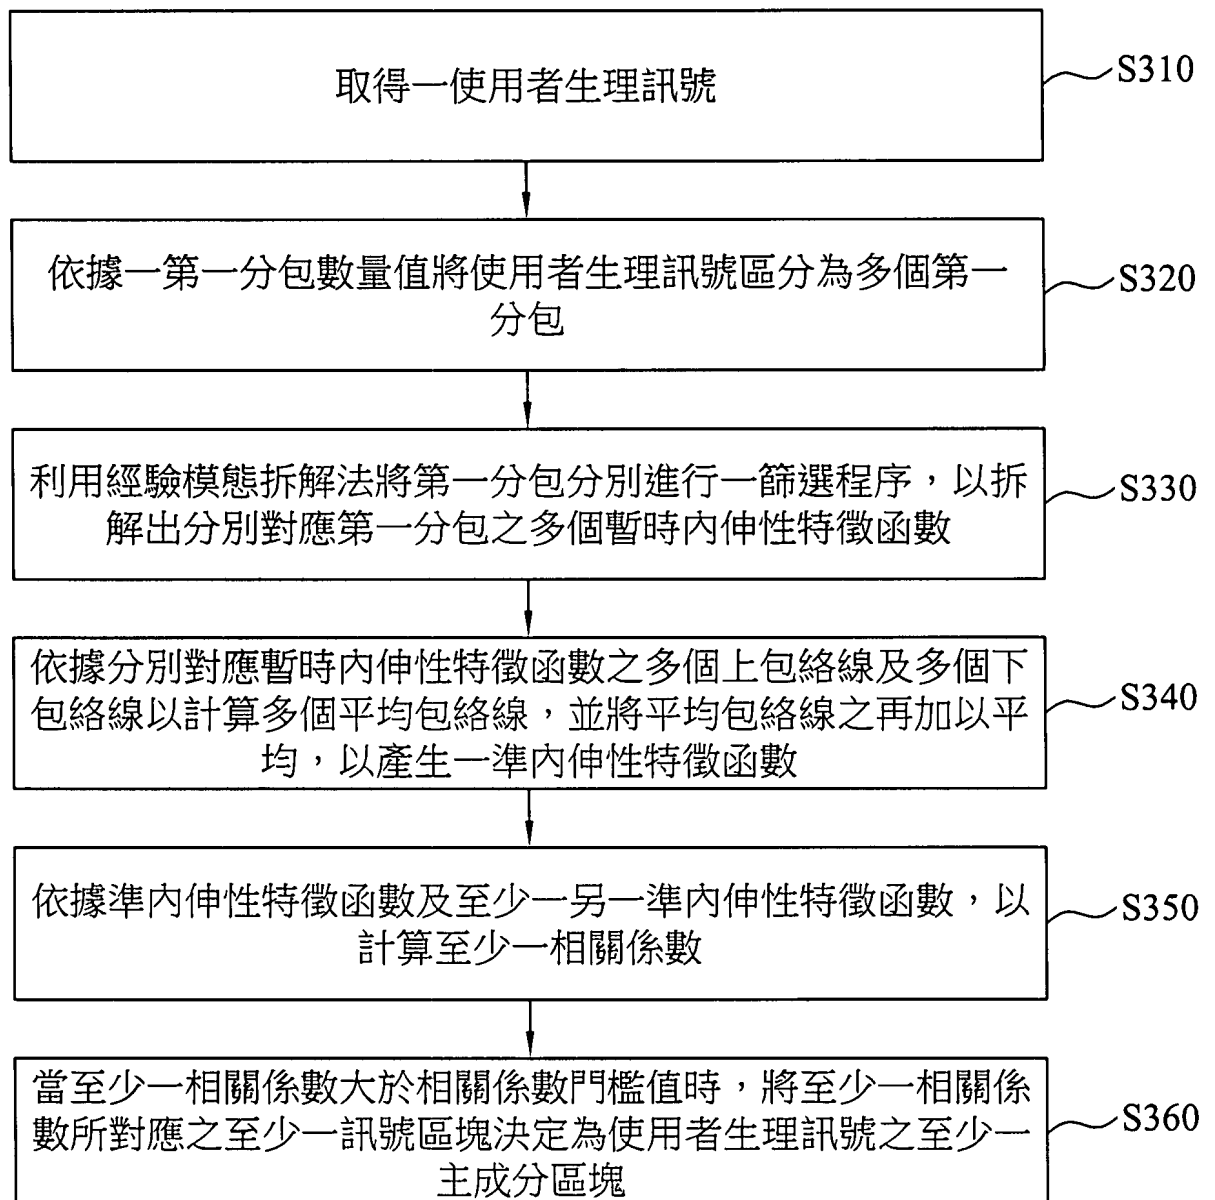 取得一使用者生理訊號
S310
依據一第一分包數量值將使用者生理訊號區分為多個第一
分包
S320
利用經驗模態拆解法將第一分包分別進行一篩選程序，以拆
解出分別對應第一分包之多個暫時內伸性特徵函數
S330
依據分別對應暫時內伸性特徵函數之多個上包絡線及多個下
包絡線以計算多個平均包絡線，並將平均包絡線之再加以平
均，以產生一準內伸性特徵函數
S340
依據準內伸性特徵函數及至少一另一準內伸性特徵函數，以
計算至少一相關係數
S350
當至少一相關係數大於相關係數門檻值時，將至少一相關係
數所對應之至少一訊號區塊決定為使用者生理訊號之至少一
主成分區塊
S360